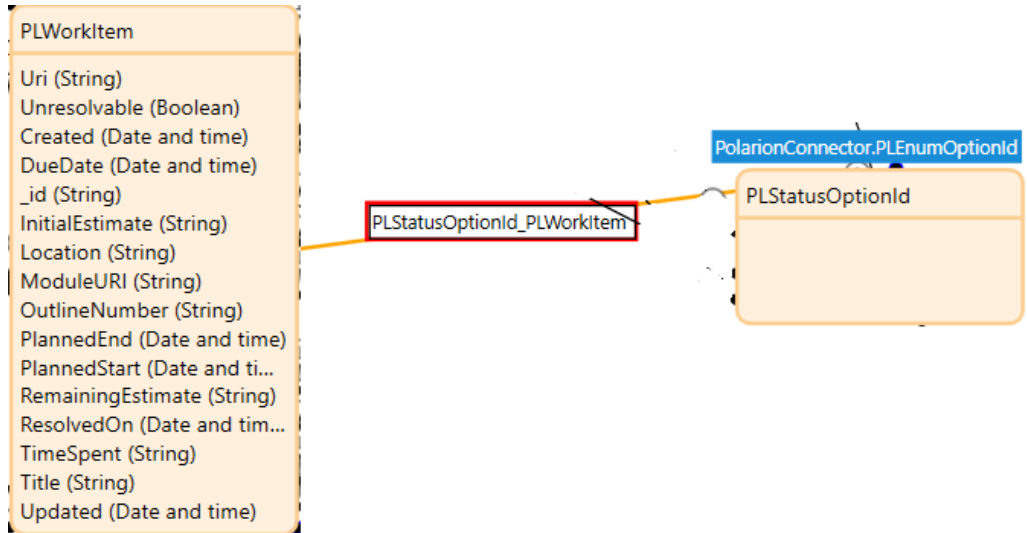 PLWorkItem
Uri (String)
Unresolvable (Boolean)
Created (Date and time)
DueDate (Date and time)
_id (String)
InitialEstimate (String)
Location (String)
ModuleURI (String)
OutlineNumber (String)
PlannedEnd (Date and time)
PlannedStart (Date and ti...
RemainingEstimate (String)
ResolvedOn (Date and tim...
TimeSpent (String)
Title (String)
Updated (Date and time)
PLStatusOptionId_PLWorkItem
PolarionConnector.PLEnumOptionId
PLStatusOptionId